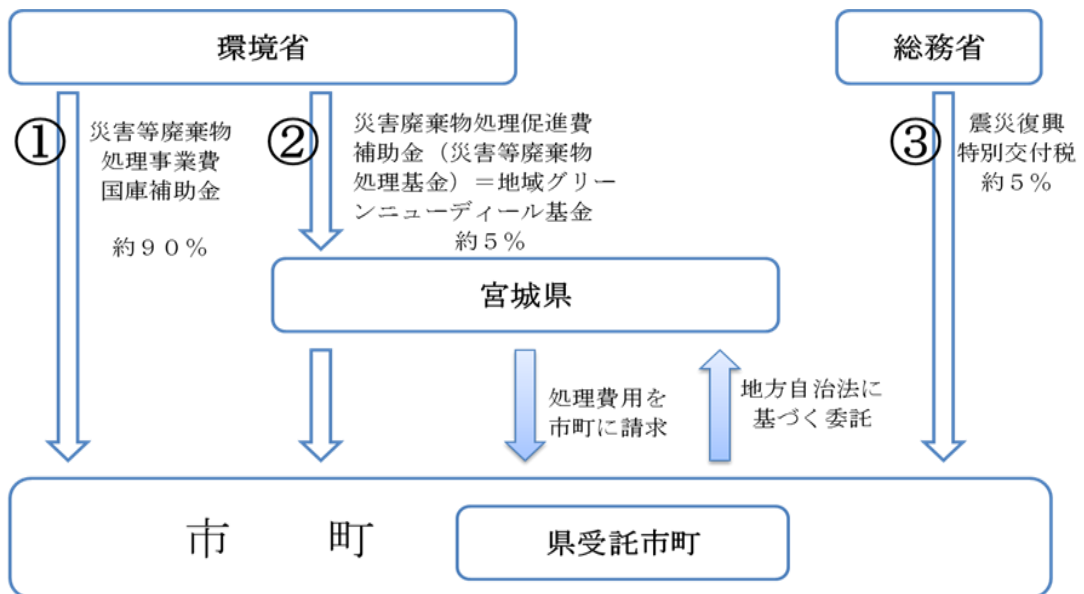 環境省
総務省
①
災害等廃棄物
処理事業費
国庫補助金
約９０％
②
災害廃棄物処理促進費
補助金（災害等廃棄物
処理基金）＝地域グリー
ンニューディール基金
約５％
③
震災復興
特別交付税
約５％
宮城県
処理費用を
市町に請求
地方自治法に
基づく委託
市　　町
県受託市町